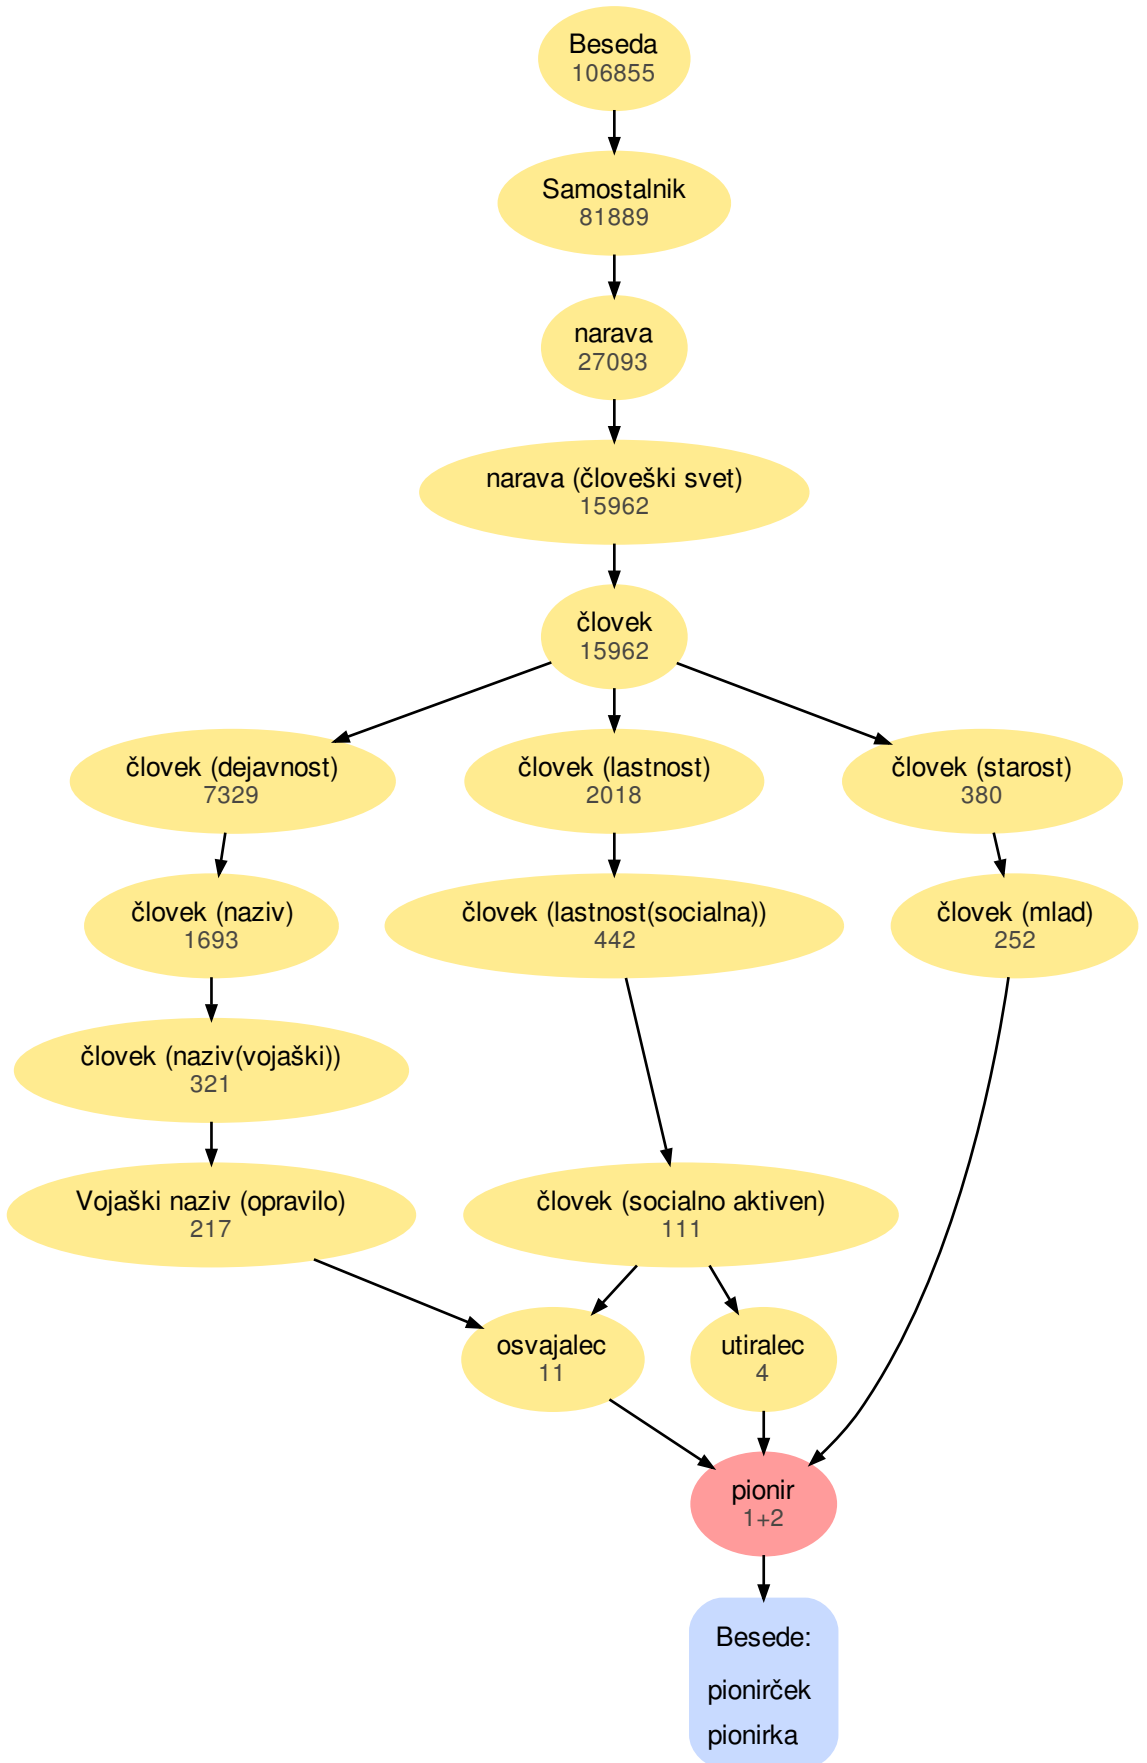 Beseda
106855
Samostalnik
81889
narava
27093
narava (človeški svet)
15962
človek
15962
človek (dejavnost)
7329
človek (lastnost)
2018
človek (starost)
380
človek (naziv)
1693
človek (lastnost(socialna))
442
človek (mlad)
252
človek (naziv(vojaški))
321
Vojaški naziv (opravilo)
217
človek (socialno aktiven)
111
osvajalec
11
utiralec
4
pionir
1+2
Besede:
pionirček
pionirka